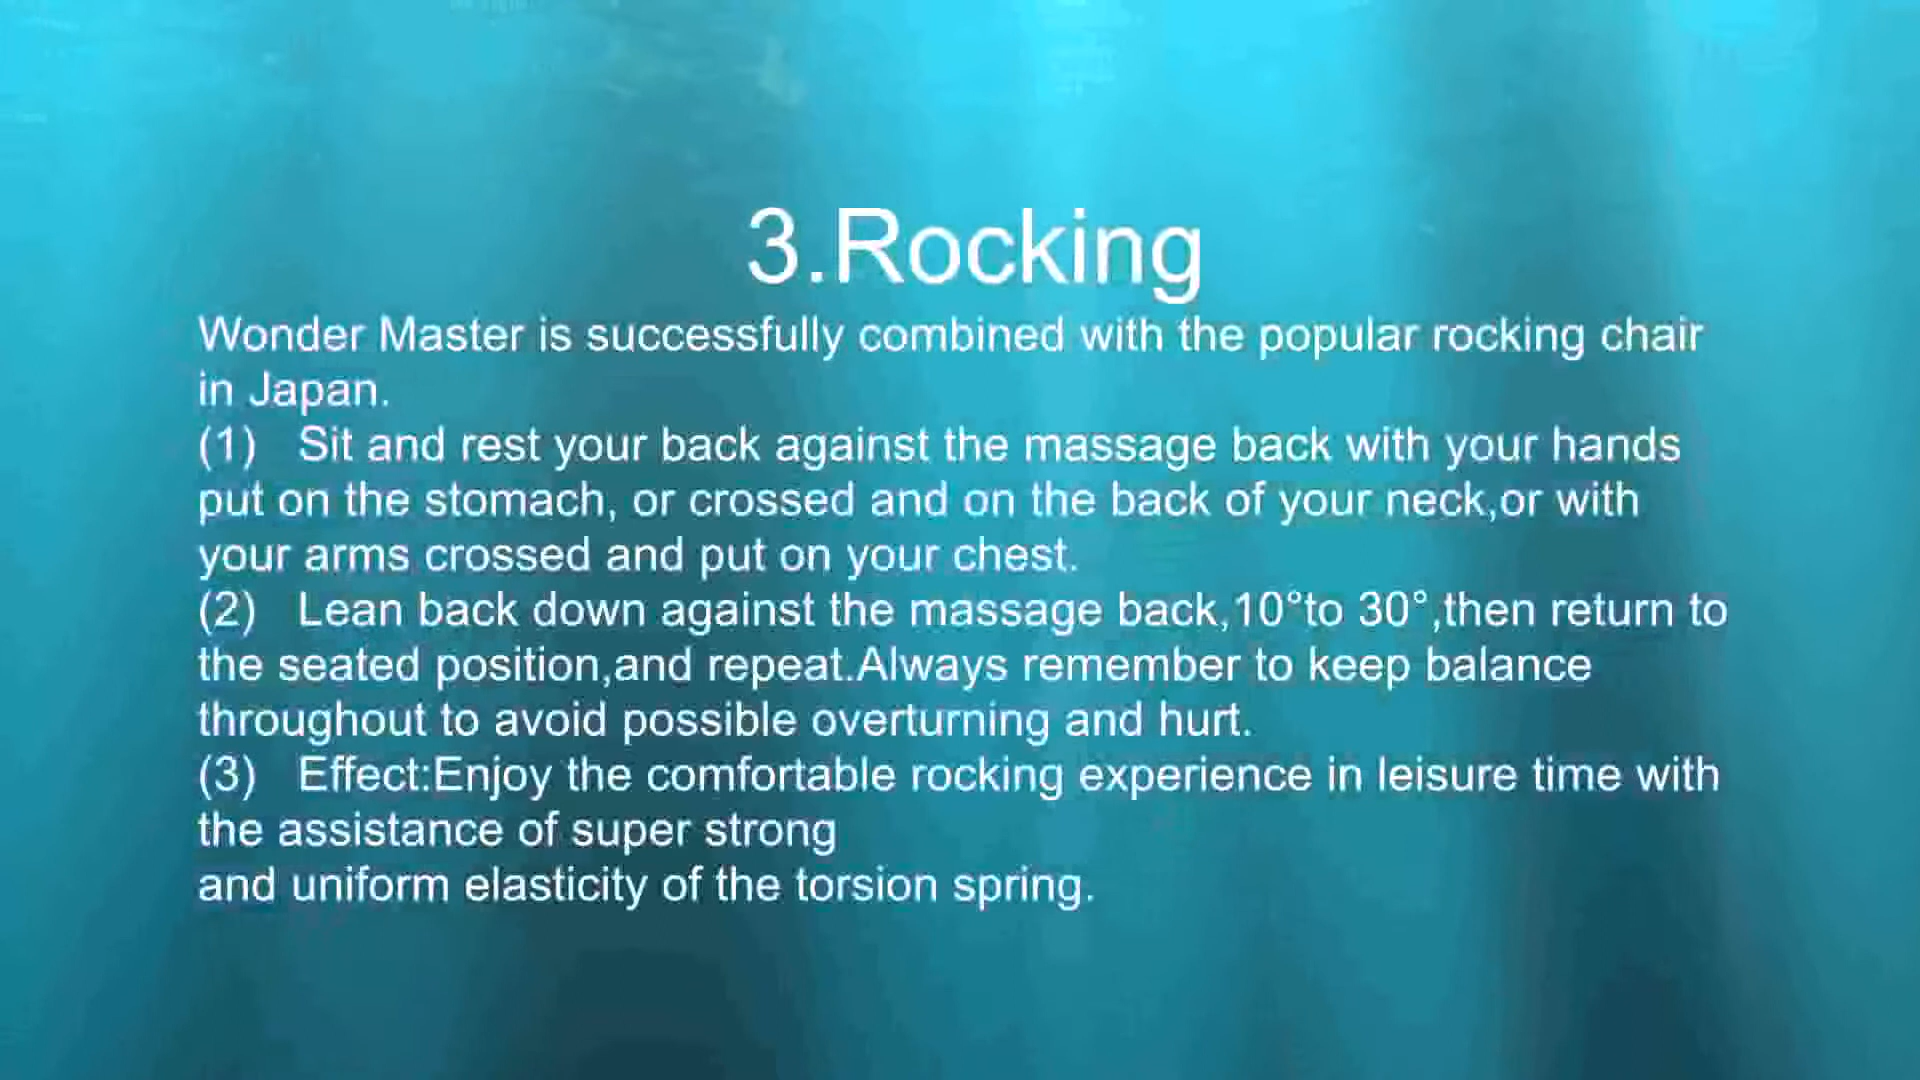 3.Rocking
Wonder Master is successfully combined with the popular rocking chair
in Japan.
(1)   Sit and rest your back against the massage back with your hands
put on the stomach, or crossed and on the back of your neck,or with
your arms crossed and put on your chest.
(2)   Lean back down against the massage back,10°to 30°,then return to
the seated position,and repeat.Always remember to keep balance
throughout to avoid possible overturning and hurt.
(3)   Effect:Enjoy the comfortable rocking experience in leisure time with
the assistance of super strong
and uniform elasticity of the torsion spring.